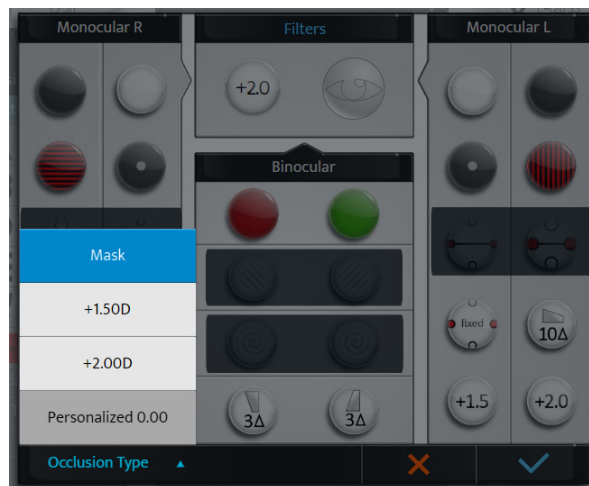 Monocular R
Filters
Monocular L
+2.0
Binocular
Mask
+1.50D
+2.00D
Personalized 0.00
fixed
10Δ
3Δ
3Δ
+1.5
+2.0
Occlusion Type